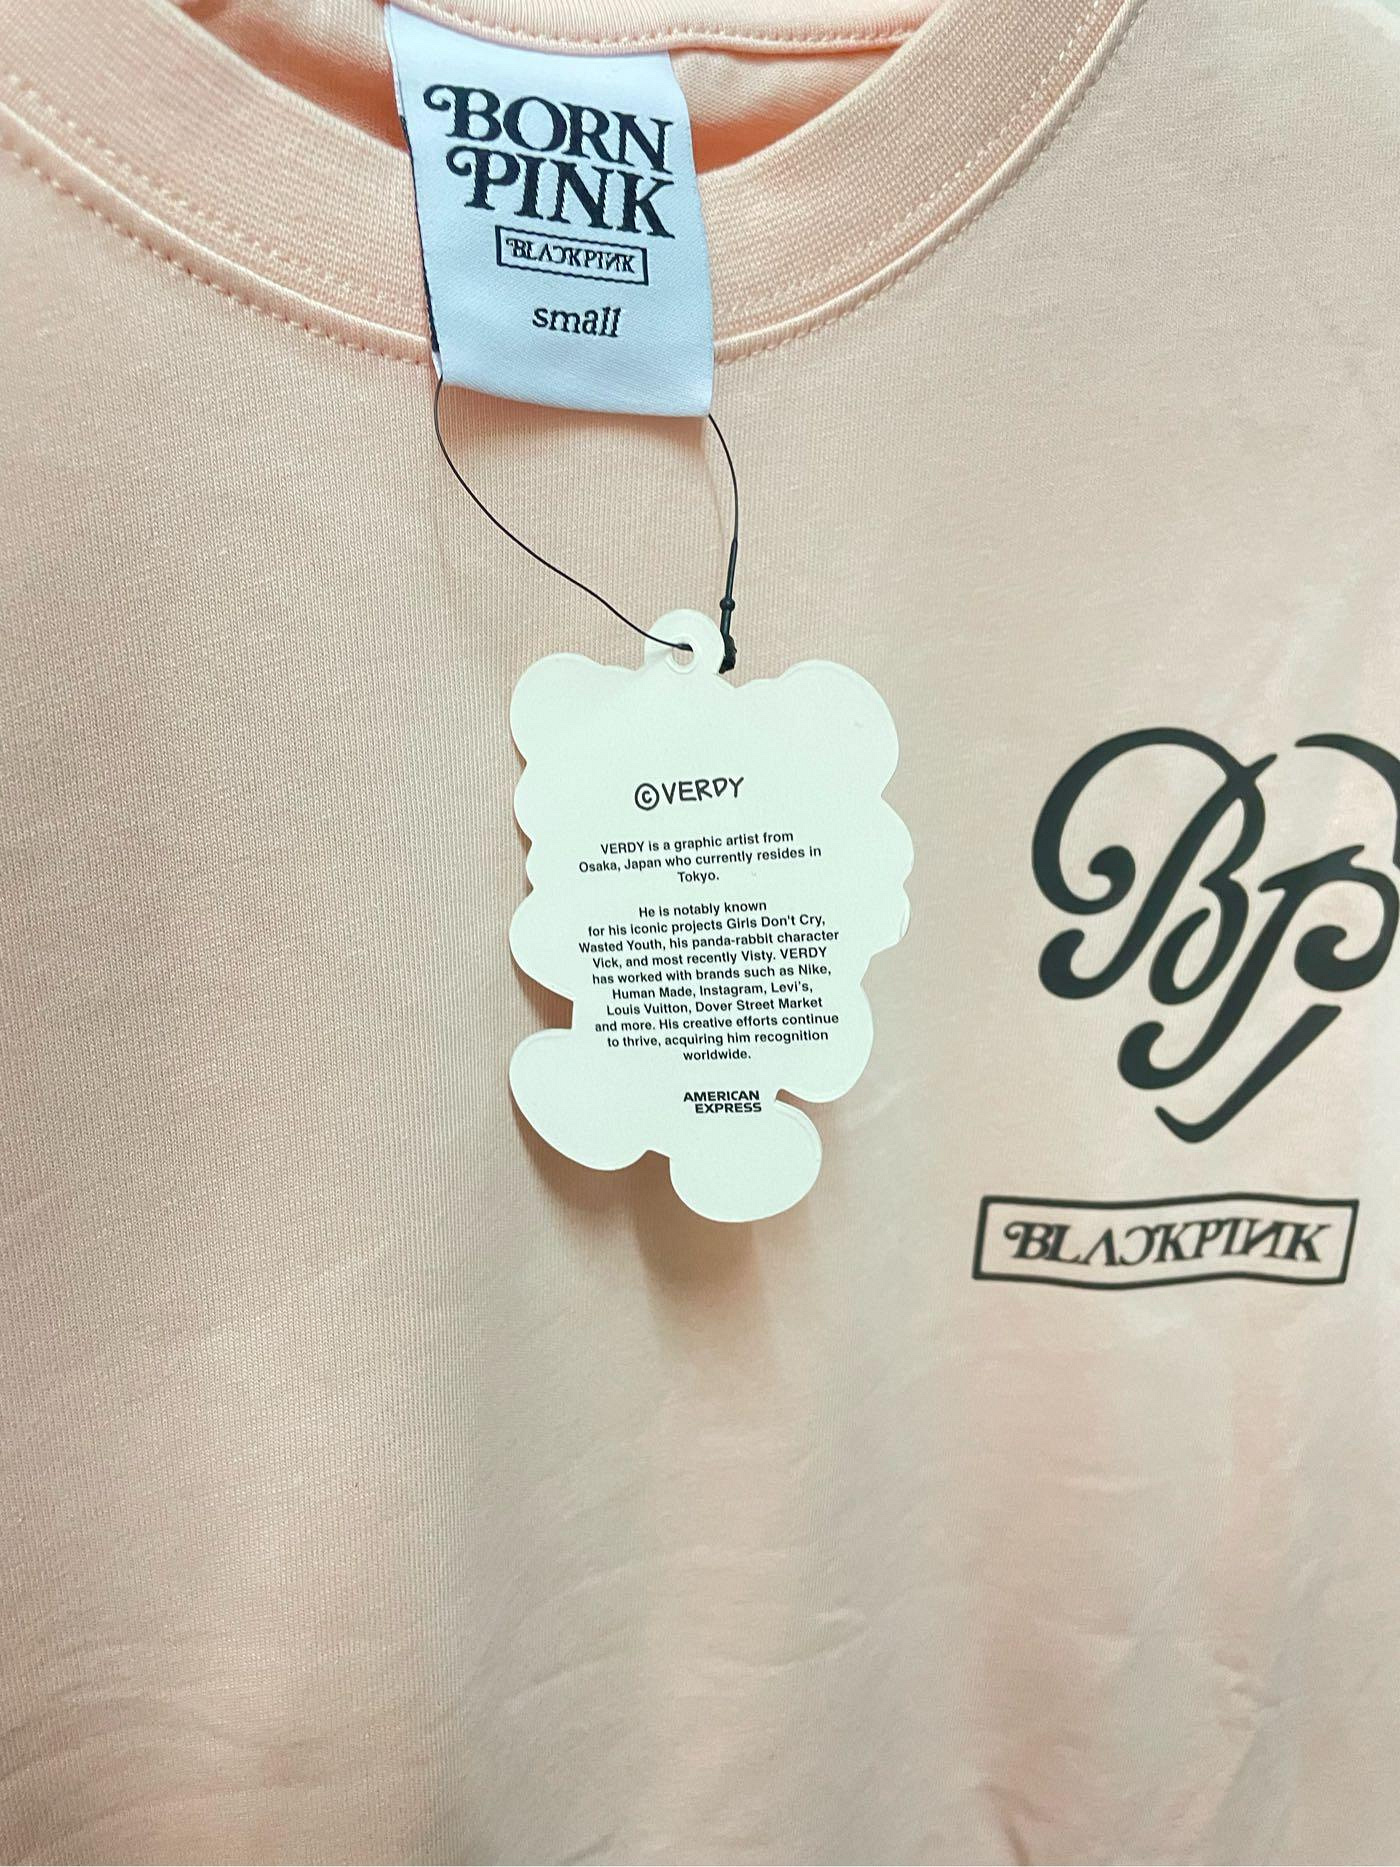 BORN
PINK
BLACKPINK
small
©VERDY
VERDY is a graphic artist from
Osaka, Japan who currently resides in
Tokyo.
He is notably known
for his iconic projects Girls Don't Cry,
Wasted Youth, his panda-rabbit character
Vick, and most recently Visty. VERDY
has worked with brands such as Nike,
Human Made, Instagram, Levi's,
Louis Vuitton, Dover Street Market
and more. His creative efforts continue
to thrive, acquiring him recognition
worldwide.
AMERICAN
EXPRESS
BP
BLACKPINK